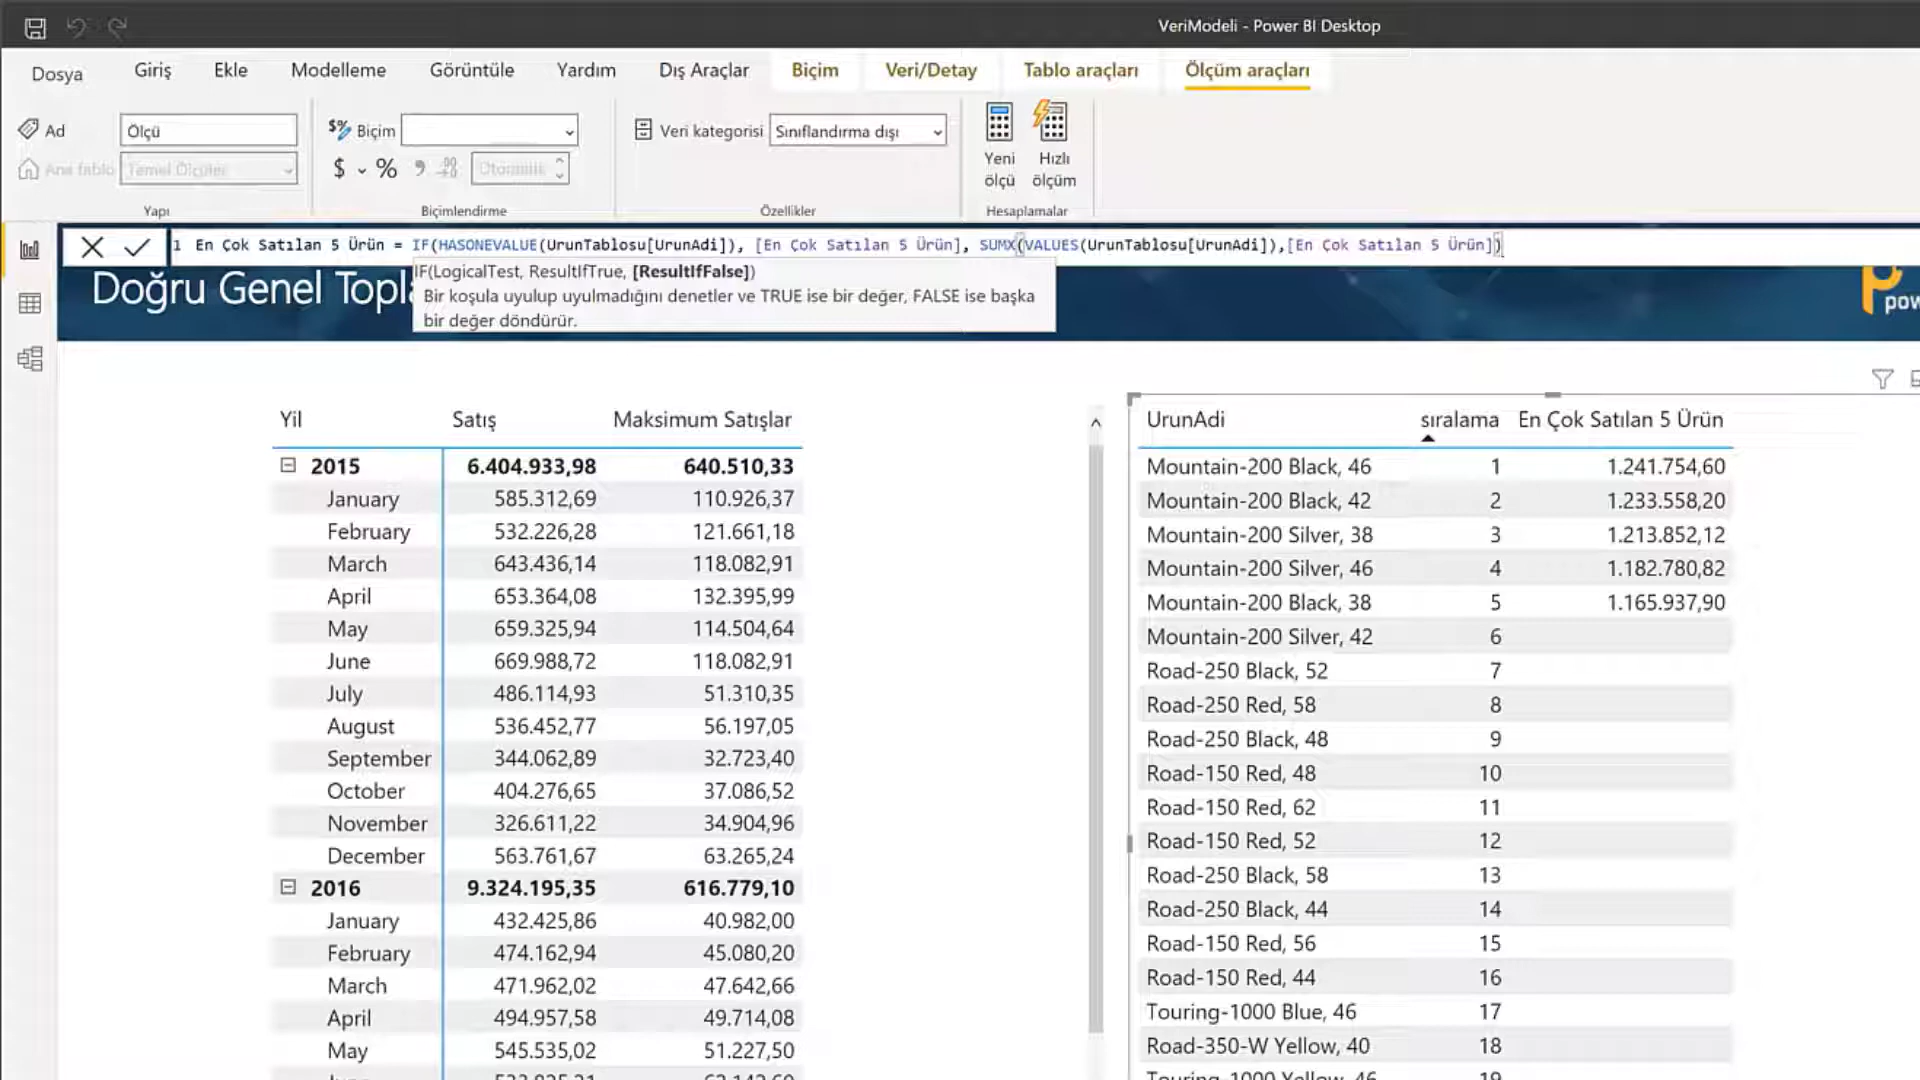 VeriModeli - Power BI Desktop
Dosya Giriş Ekle Modelleme Görüntüle Yardım Dış Araçlar Biçim Veri/Detay Tablo araçları Ölçüm araçları
Ad Ölçü
$% Biçim
Veri kategorisi Sınıflandırma dışı
Ana tablo Temel Ölçüler
$ % Otomatik
Yeni ölçü
Hızlı ölçüm
Yapı Biçimlendirme Özellikler Hesaplamalar
1 En Çok Satılan 5 Ürün = IF(HASONEVALUE(UrunTablosu[UrunAdi]), [En Çok Satılan 5 Ürün], SUMX(VALUES(UrunTablosu[UrunAdi]),[En Çok Satılan 5 Ürün])
IF(LogicalTest, ResultIfTrue, [ResultIfFalse])
Bir koşula uyulup uyulmadığını denetler ve TRUE ise bir değer, FALSE ise başka
bir değer döndürür.
Doğru Genel Topla
pow
Yil Satış Maksimum Satışlar
2015 6.404.933,98 640.510,33
January 585.312,69 110.926,37
February 532.226,28 121.661,18
March 643.436,14 118.082,91
April 653.364,08 132.395,99
May 659.325,94 114.504,64
June 669.988,72 118.082,91
July 486.114,93 51.310,35
August 536.452,77 56.197,05
September 344.062,89 32.723,40
October 404.276,65 37.086,52
November 326.611,22 34.904,96
December 563.761,67 63.265,24
2016 9.324.195,35 616.779,10
January 432.425,86 40.982,00
February 474.162,94 45.080,20
March 471.962,02 47.642,66
April 494.957,58 49.714,08
May 545.535,02 51.227,50
UrunAdi sıralama En Çok Satılan 5 Ürün
Mountain-200 Black, 46 1 1.241.754,60
Mountain-200 Black, 42 2 1.233.558,20
Mountain-200 Silver, 38 3 1.213.852,12
Mountain-200 Silver, 46 4 1.182.780,82
Mountain-200 Black, 38 5 1.165.937,90
Mountain-200 Silver, 42 6
Road-250 Black, 52 7
Road-250 Red, 58 8
Road-250 Black, 48 9
Road-150 Red, 48 10
Road-150 Red, 62 11
Road-150 Red, 52 12
Road-250 Black, 58 13
Road-250 Black, 44 14
Road-150 Red, 56 15
Road-150 Red, 44 16
Touring-1000 Blue, 46 17
Road-350-W Yellow, 40 18
Touring-1000 Yellow, 46 19